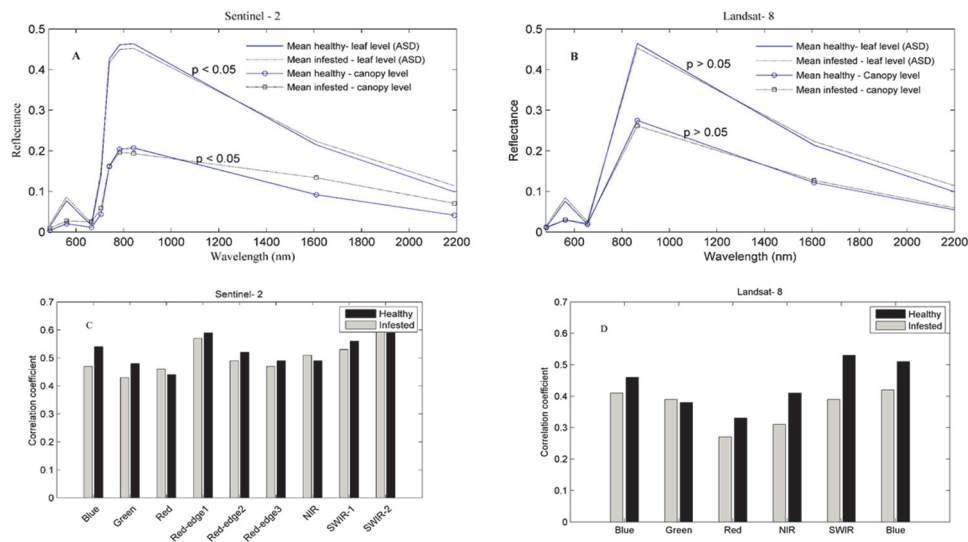 Sentinel - 2
A
Mean healthy- leaf level (ASD)
Mean infested - leaf level (ASD)
Mean healthy - canopy level
Mean infested - canopy level
p < 0.05
p < 0.05
Reflectance
0.5
0.4
0.3
0.2
0.1
0
600 800 1000 1200 1400 1600 1800 2000 2200
Wavelength (nm)
Landsat- 8
B
Mean healthy- leaf level (ASD)
Mean infested - leaf level (ASD)
Mean healthy - Canopy level
Mean infested - canopy level
p < 0.05
p > 0.05
Reflectance
0.5
0.4
0.3
0.2
0.1
0
600 800 1000 1200 1400 1600 1800 2000 2200
Wavelength (nm)
Sentinel- 2
C
Healthy
Infested
Correlation coefficient
0.7
0.6
0.5
0.4
0.3
0.2
0.1
0
Blue Green Red Red-edge1 Red-edge2 Red-edge3 NIR SWIR-1 SWIR-2
Landsat- 8
D
Healthy
Infested
Correlation coefficient
0.7
0.6
0.5
0.4
0.3
0.2
0.1
0
Blue Green Red NIR SWIR Blue